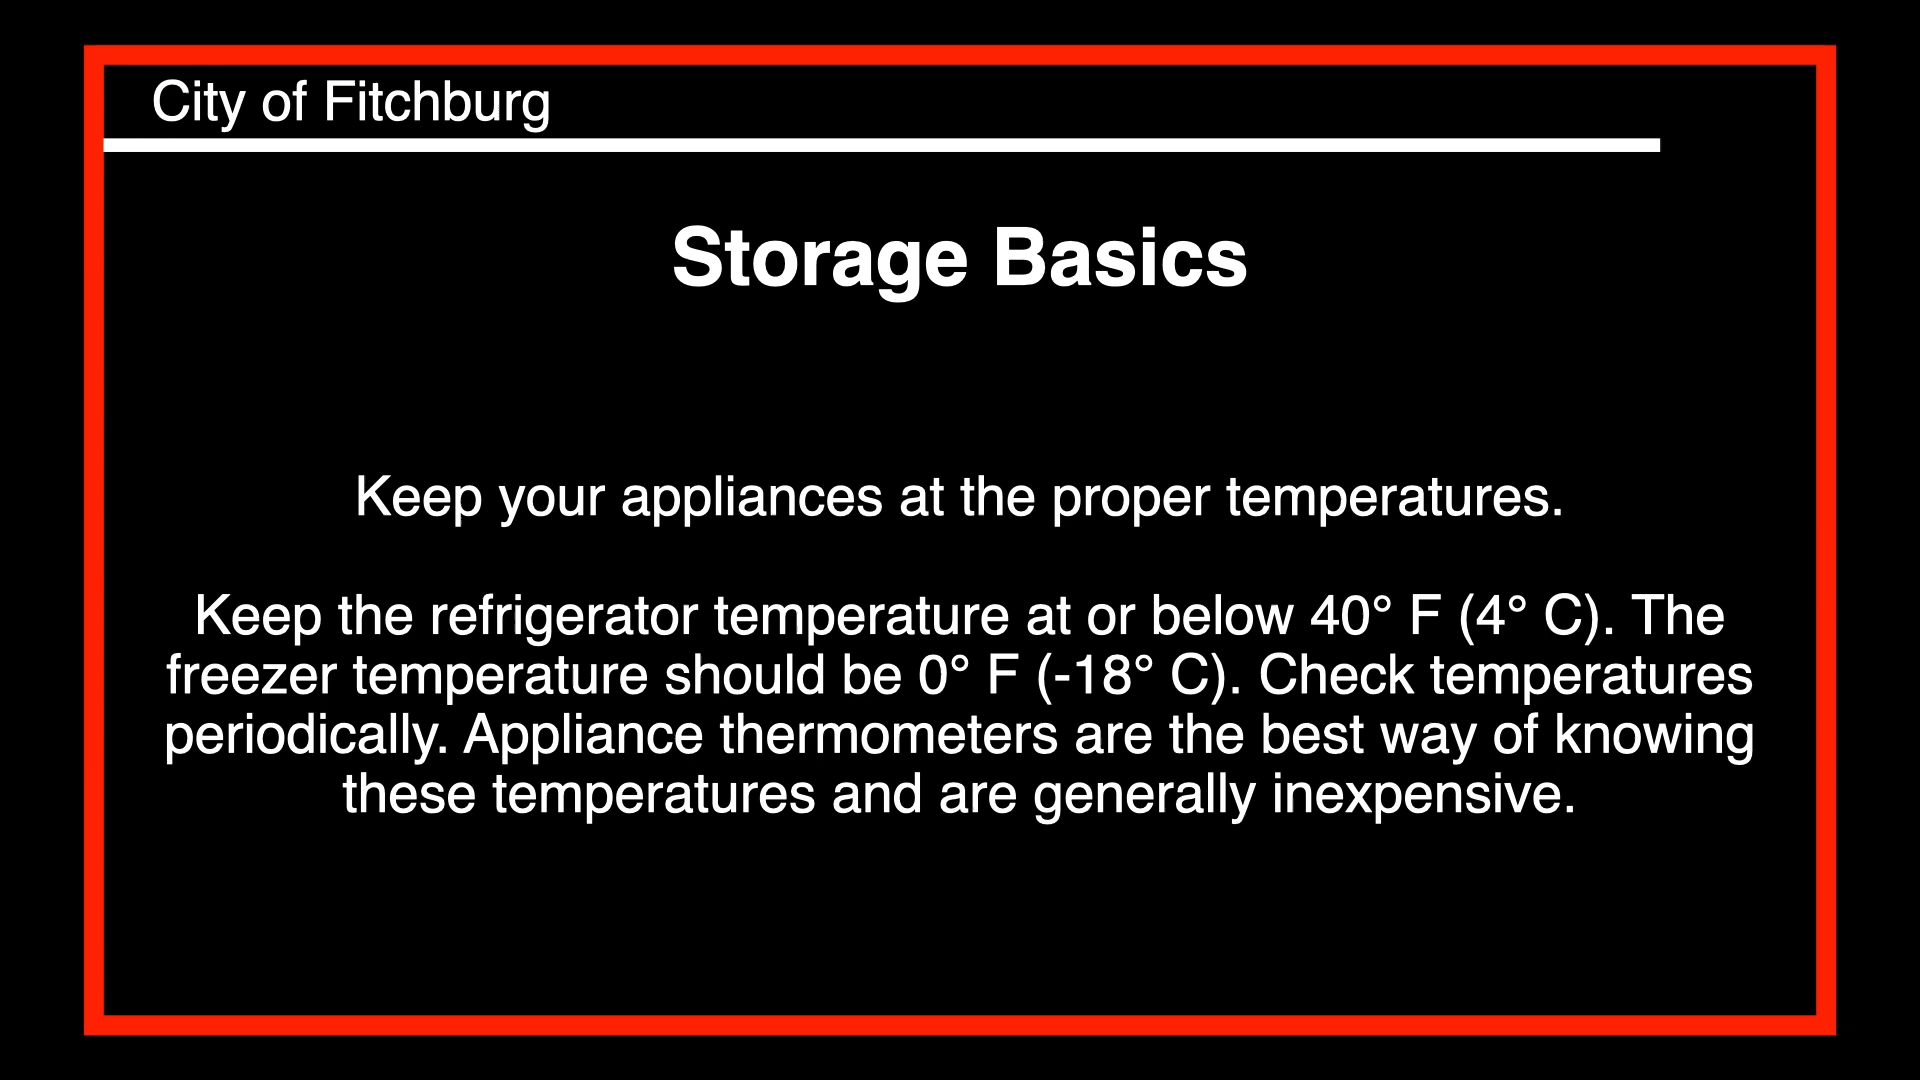 City of Fitchburg
Storage Basics
Keep your appliances at the proper temperatures.
Keep the refrigerator temperature at or below 40° F (4° C). The
freezer temperature should be 0° F (-18° C). Check temperatures
periodically. Appliance thermometers are the best way of knowing
these temperatures and are generally inexpensive.